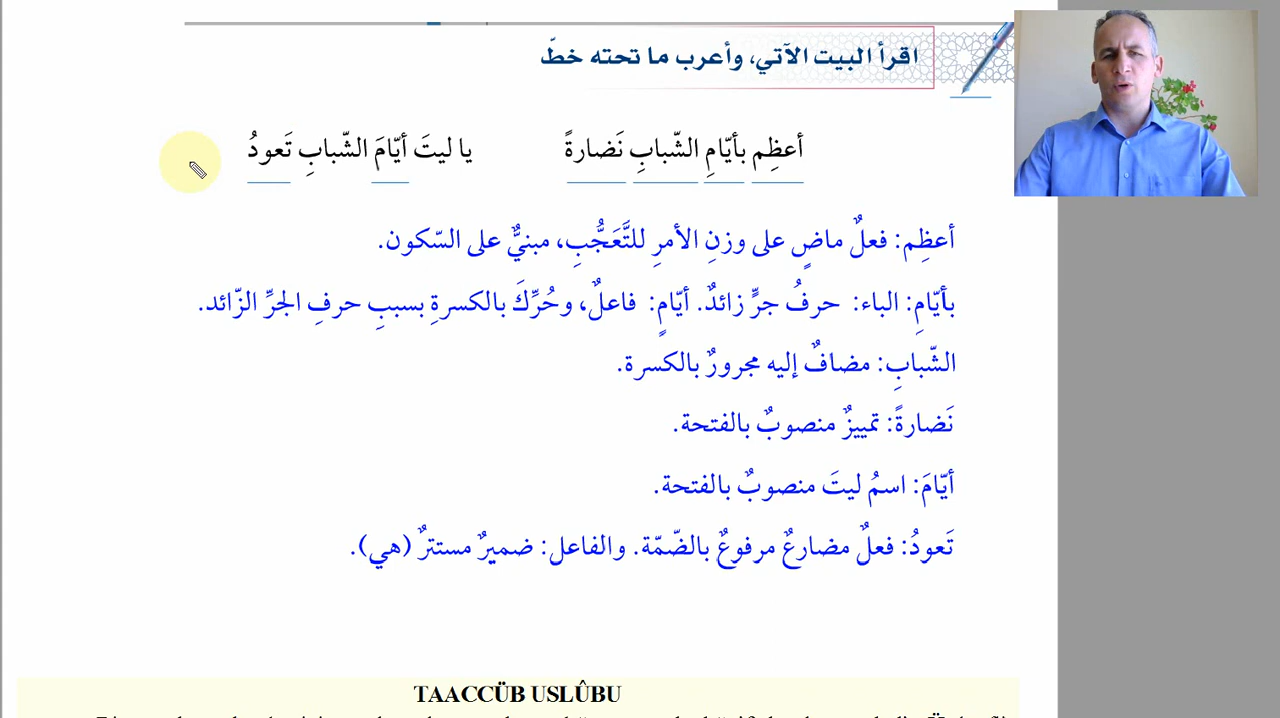 اقرأ البيت الآتي، وأعرب ما تحته خطّ
أعظِم بأيّامِ الشّبابِ نَضارةً يا ليتَ أيّامَ الشّبابِ تَعودُ
أعظِم: فعلٌ ماضٍ على وزنِ الأمرِ للتَّعَجُّبِ، مبنيٌّ على السّكون.
بأيّامِ: الباء: حرفُ جرٍّ زائدٌ. أيّامٍ: فاعلٌ، وحُرِّكَ بالكسرةِ بسببِ حرفِ الجرِّ الزّائد.
الشّبابِ: مضافٌ إليه مجرورٌ بالكسرة.
نَضارةً: تمييزٌ منصوبٌ بالفتحة.
أيّامَ: اسمُ ليتَ منصوبٌ بالفتحة.
تَعودُ: فعلٌ مضارعٌ مرفوعٌ بالضّمّة. والفاعل: ضميرٌ مستترٌ (هي).
TAACCÜB USLÛBU